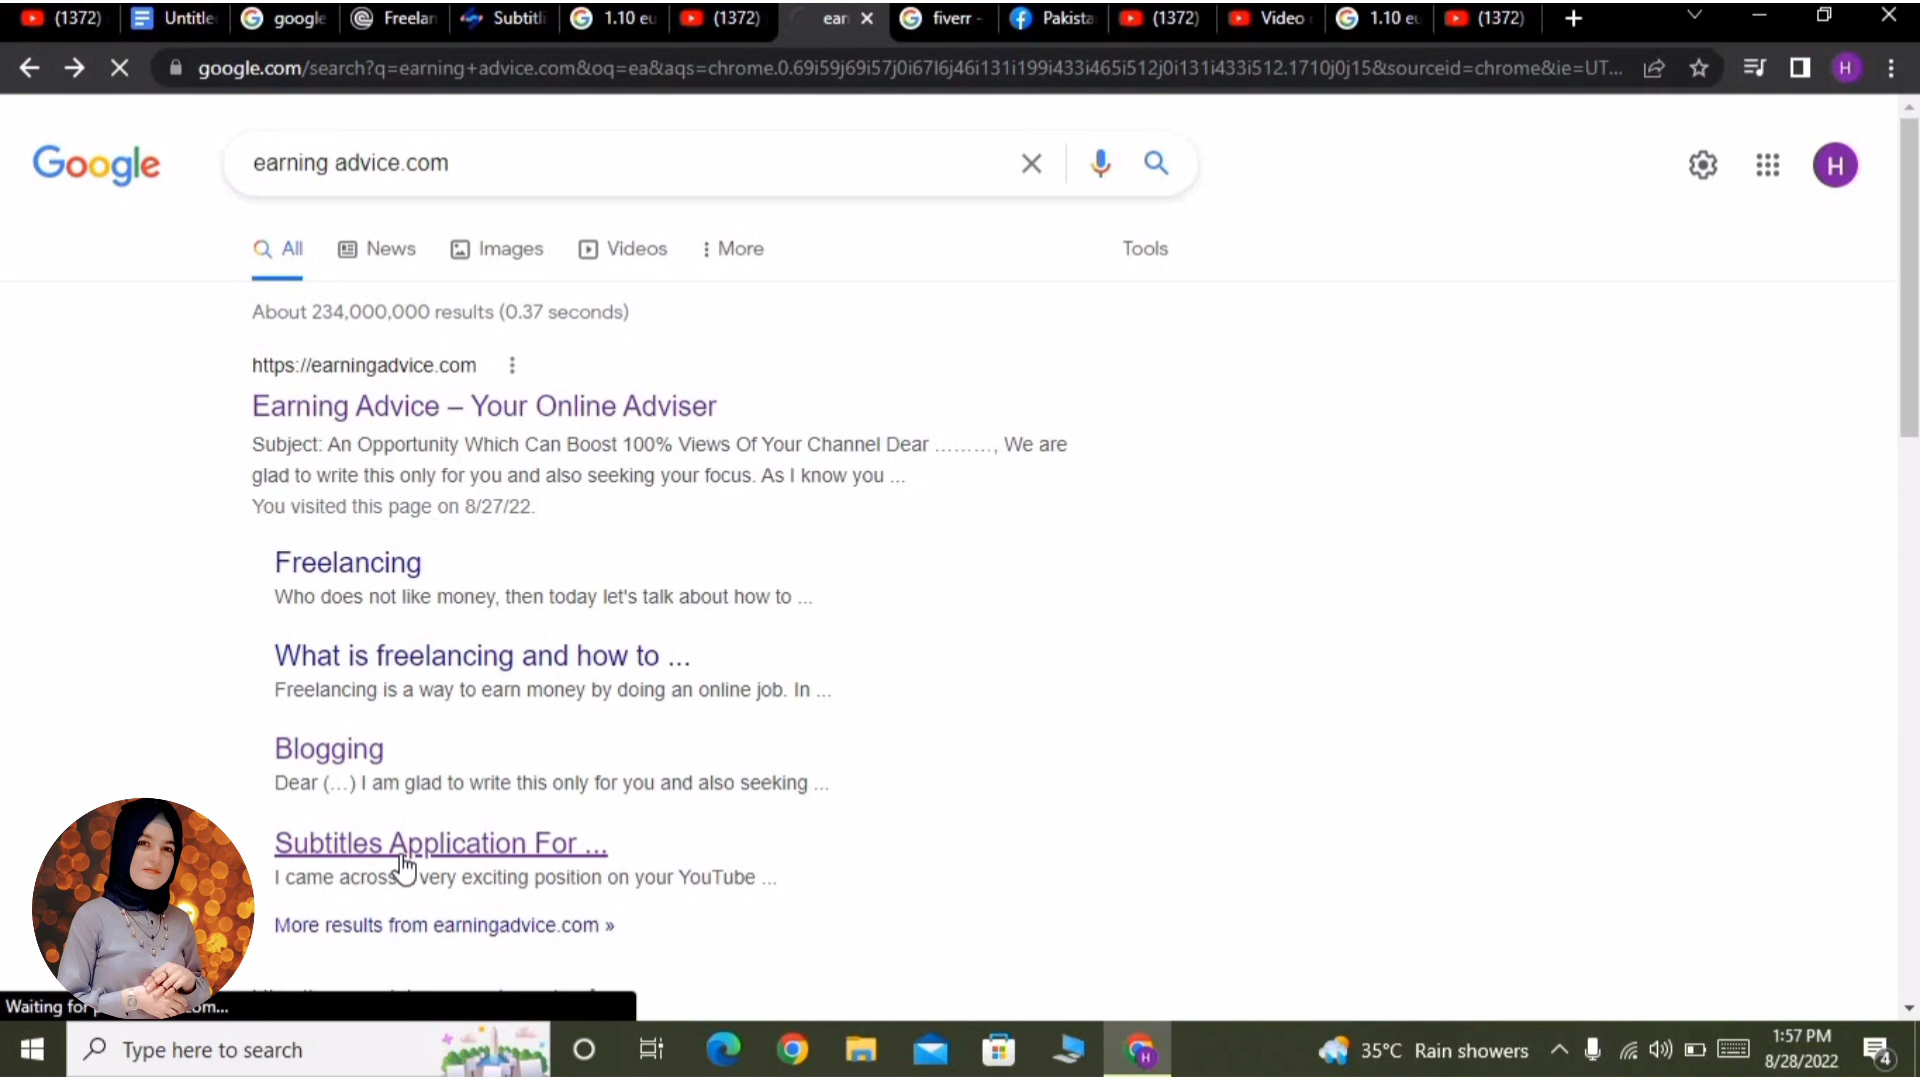 (1372)
Untitle
google
Freelan
Subtitl
1.10 eu
(1372)
ear
fiverr -
Pakista
(1372)
Video
1.10 eu
(1372)
google.com/search?q=earning+advice.com&oq=ea&aqs=chrome.0.69i59j69i57j0i67l6j46i131i199i433i465i512j0i131i433i512.1710j0j15&sourceid=chrome&ie=UT...
H
Google
earning advice.com
H
All
News
Images
Videos
More
Tools
About 234,000,000 results (0.37 seconds)
https://earningadvice.com
Earning Advice – Your Online Adviser
Subject: An Opportunity Which Can Boost 100% Views Of Your Channel Dear ………, We are
glad to write this only for you and also seeking your focus. As I know you ...
You visited this page on 8/27/22.
Freelancing
Who does not like money, then today let's talk about how to ...
What is freelancing and how to ...
Freelancing is a way to earn money by doing an online job. In ...
Blogging
Dear (…) I am glad to write this only for you and also seeking ...
Subtitles Application For ...
I came across very exciting position on your YouTube ...
More results from earningadvice.com »
Waiting for om...
Type here to search
H
35°C Rain showers
1:57 PM
8/28/2022
4